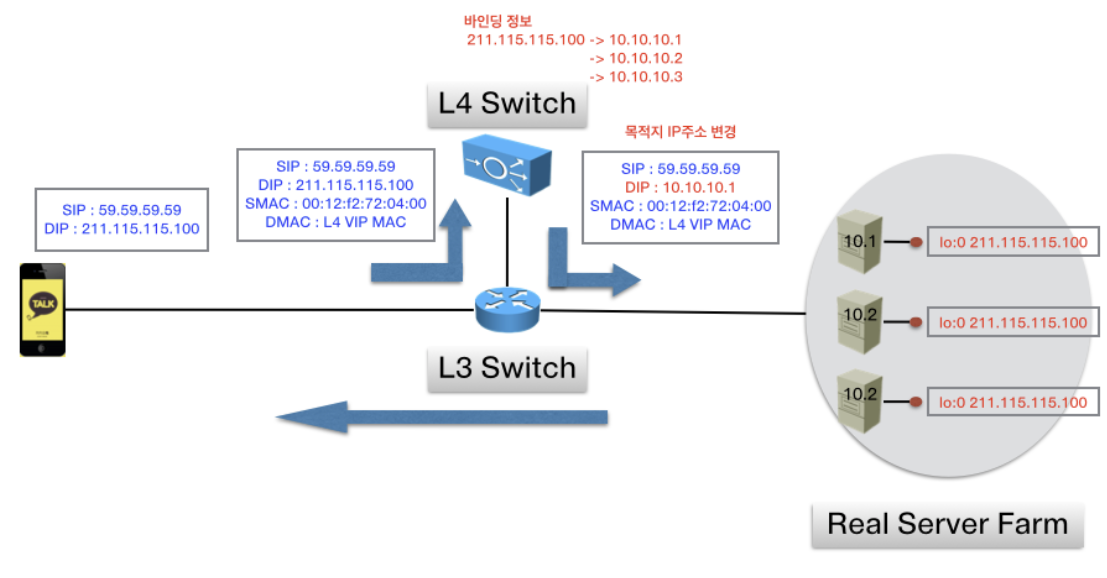 바인딩 정보
211.115.115.100 -> 10.10.10.1
-> 10.10.10.2
-> 10.10.10.3
L4 Switch
목적지 IP주소 변경
SIP : 59.59.59.59
DIP : 211.115.115.100
SIP : 59.59.59.59
DIP : 211.115.115.100
SMAC : 00:12:f2:72:04:00
DMAC : L4 VIP MAC
SIP : 59.59.59.59
DIP : 10.10.10.1
SMAC : 00:12:f2:72:04:00
DMAC : L4 VIP MAC
TALK
L3 Switch
10.1
lo:0 211.115.115.100
10.2
lo:0 211.115.115.100
10.2
lo:0 211.115.115.100
Real Server Farm